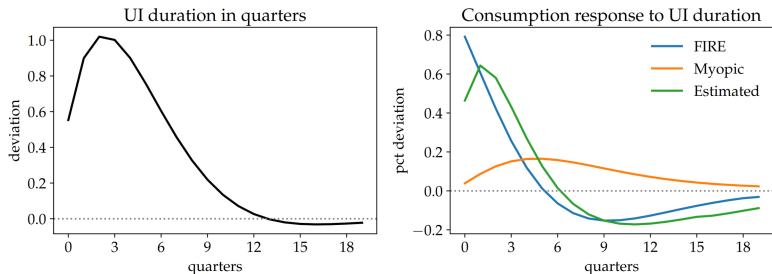 UI duration in quarters
deviation
1.0
0.8
0.6
0.4
0.2
0.0
0 3 6 9 12 15 18
quarters
Consumption response to UI duration
pct deviation
0.8
0.6
0.4
0.2
0.0
−0.2
FIRE
Myopic
Estimated
0 3 6 9 12 15 18
quarters